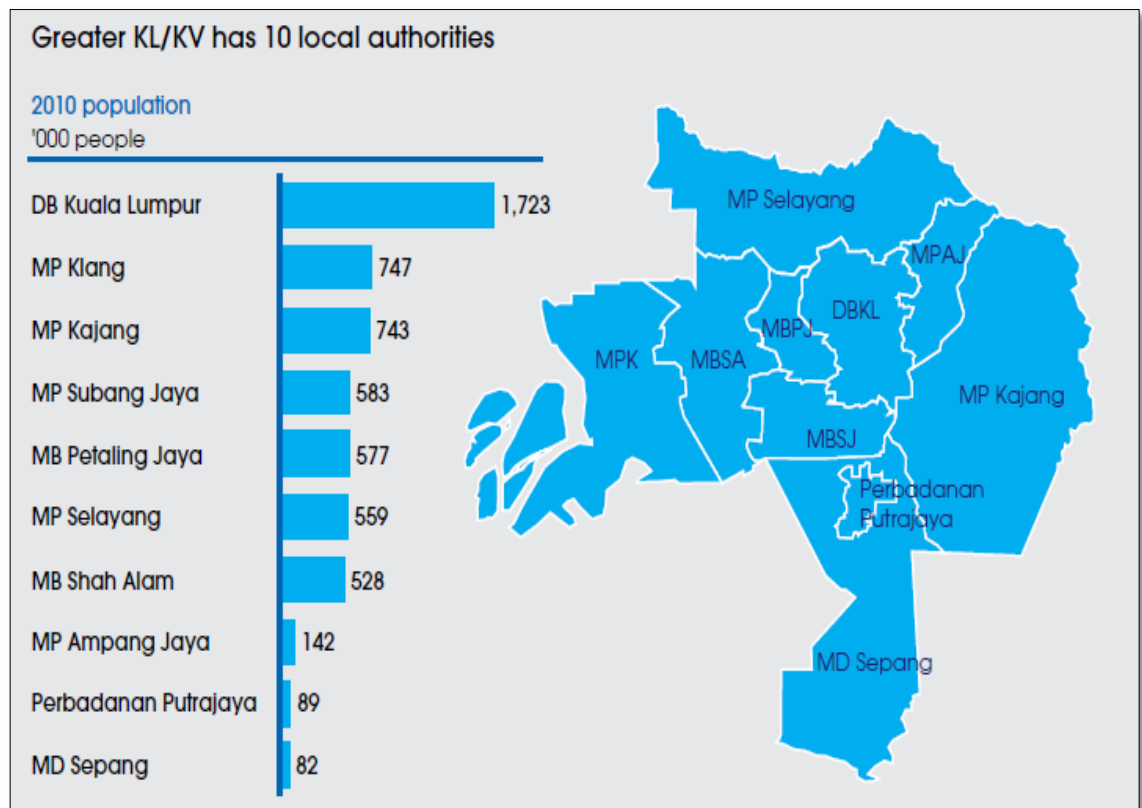 Greater KL/KV has 10 local authorities
2010 population
'000 people
DB Kuala Lumpur 1,723
MP Klang 747
MP Kajang 743
MP Subang Jaya 583
MB Petaling Jaya 577
MP Selayang 559
MB Shah Alam 528
MP Ampang Jaya 142
Perbadanan Putrajaya 89
MD Sepang 82
MP Selayang
MPAJ
DBKL
MBPJ
MPK
MBSA
MP Kajang
MBSJ
Perbadanan
Putrajaya
MD Sepang